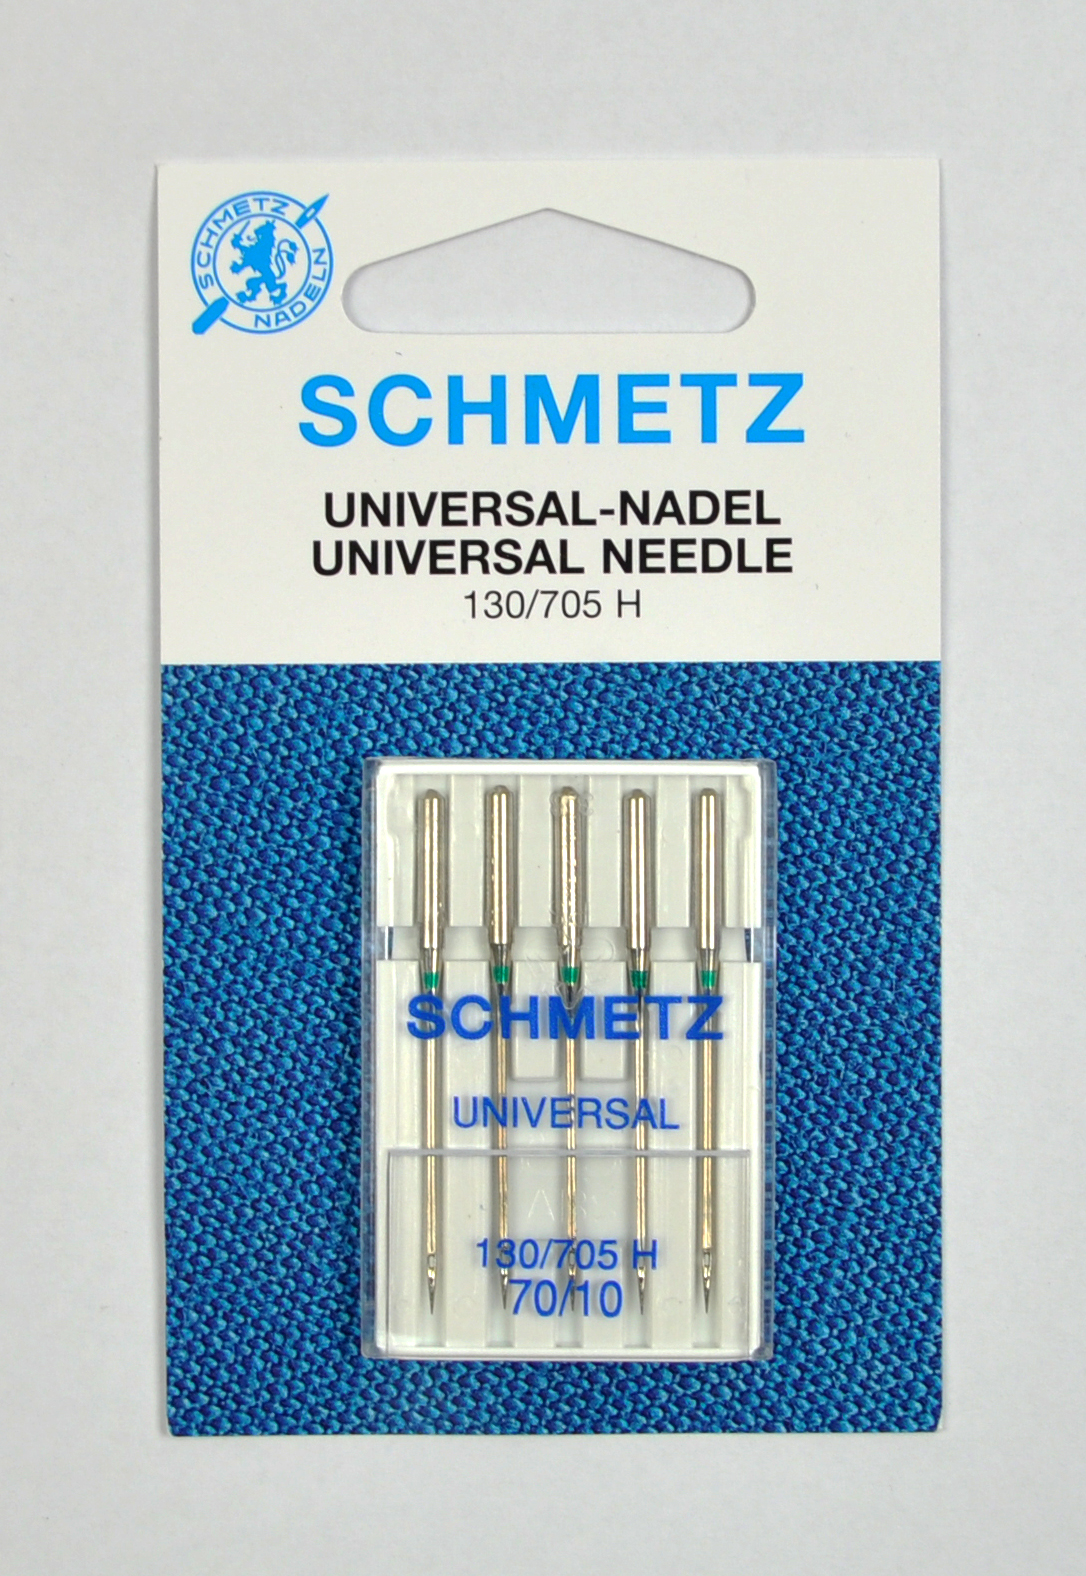 SCHMETZ
NADELN
SCHMETZ
UNIVERSAL-NADEL
UNIVERSAL NEEDLE
130/705 H
SCHMETZ
UNIVERSAL
130/705 H
70/10